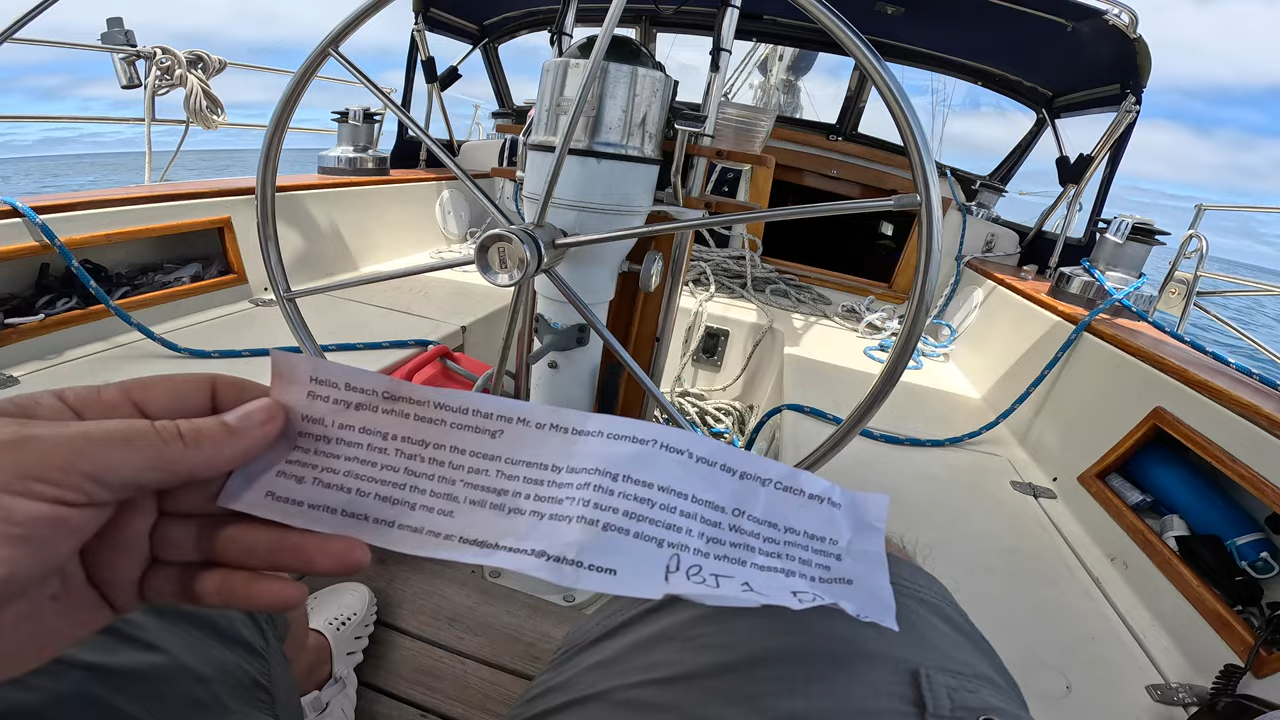 Hello, Beach Comber! Would that me Mr. or Mrs beach comber? How's your day going? Catch any fish
Find any gold while beach combing?
Well, I am doing a study on the ocean currents by launching these wines bottles. Of course, you have to
empty them first. That's the fun part. Then toss them off this rickety old sail boat. Would you mind letting
me know where you found this "message in a bottle"? I'd sure appreciate it. If you write back to tell me
where you discovered the bottle, I will tell you my story that goes along with the whole message in a bottle
thing. Thanks for helping me out.
Please write back and email me at: toddjohnson3@yahoo.com
PBJ 2